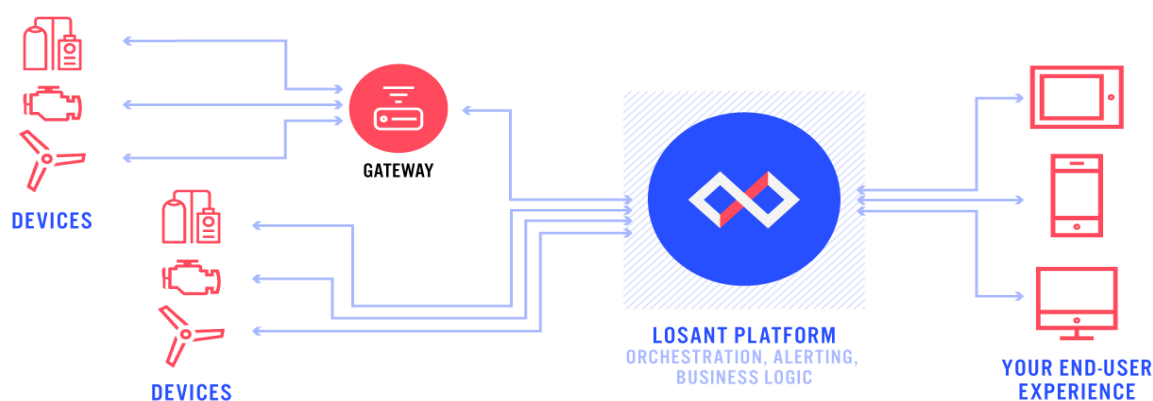 GATEWAY
DEVICES
DEVICES
LOSANT PLATFORM
ORCHESTRATION, ALERTING,
BUSINESS LOGIC
YOUR END-USER
EXPERIENCE